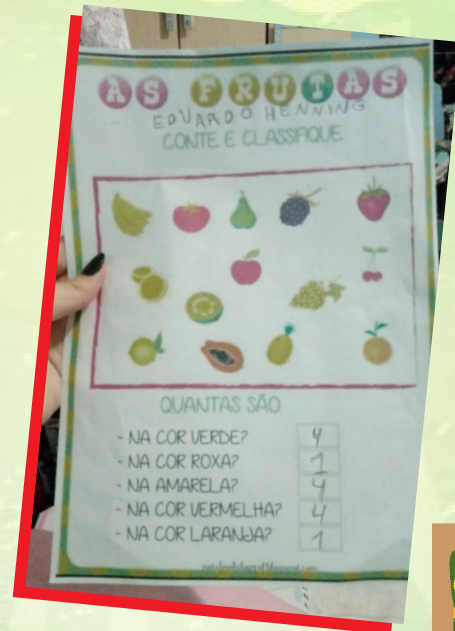 AS FRUTAS
EDUARDO HENNING
CONTE E CLASSIFIQUE
QUANTAS SÃO
- NA COR VERDE? 4
- NA COR ROXA? 1
- NA AMARELA? 4
- NA COR VERMELHA? 4
- NA COR LARANJA? 1